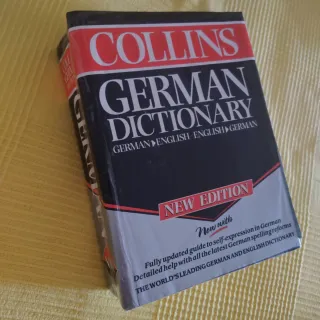 COLLINS
GERMAN
DICTIONARY
GERMAN▶ENGLISH ENGLISH▶GERMAN
NEW EDITION
Now with
Fully updated guide to self-expression in German
Detailed help with all the latest German spelling reforms
THE WORLD'S LEADING GERMAN AND ENGLISH DICTIONARY
GERMAN